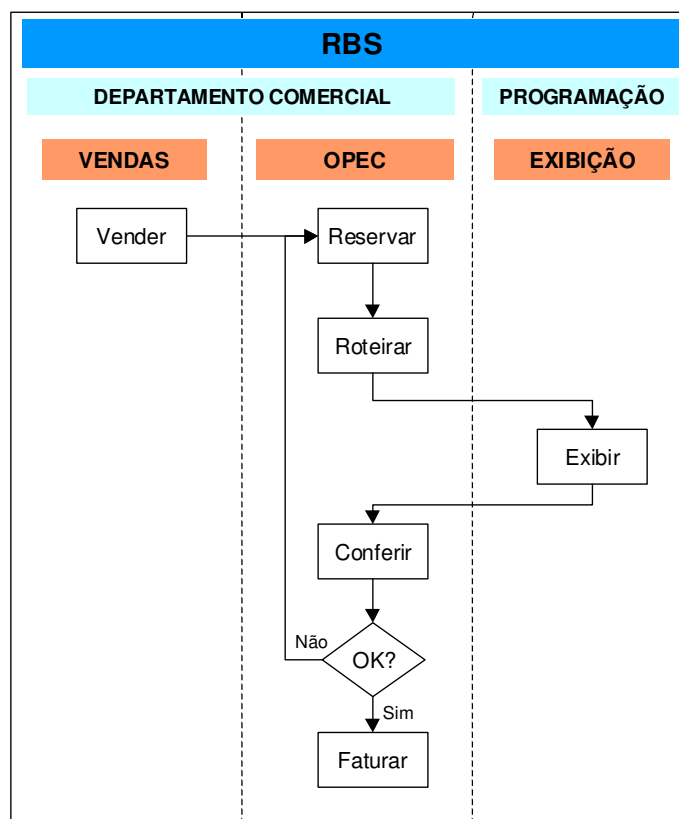 RBS
DEPARTAMENTO COMERCIAL
PROGRAMAÇÃO
VENDAS
OPEC
EXIBIÇÃO
Vender
Reservar
Roteirar
Exibir
Conferir
Não
OK?
Sim
Faturar